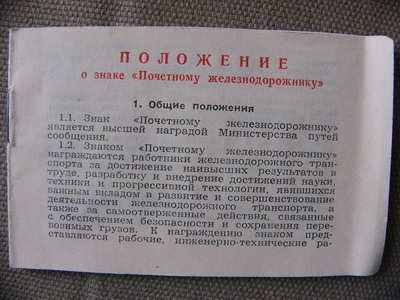 ПОЛОЖЕНИЕ
о знаке «Почетному железнодорожнику»
1. Общие положения
1.1. Знак «Почетному железнодорожнику»
является высшей наградой Министерства путей
сообщения.
1.2. Знаком «Почетному железнодорожнику»
награждаются работники железнодорожного тран-
спорта за достижение наивысших результатов в
труде, разработку и внедрение достижений науки,
техники и прогрессивной технологии, явившихся
важным вкладом в развитие и совершенствование
деятельности железнодорожного транспорта, а
также за самоотверженные действия, связанные
с обеспечением безопасности и сохранения пере-
возимых грузов. К награждению знаком пред-
ставляются рабочие, инженерно-технические ра-